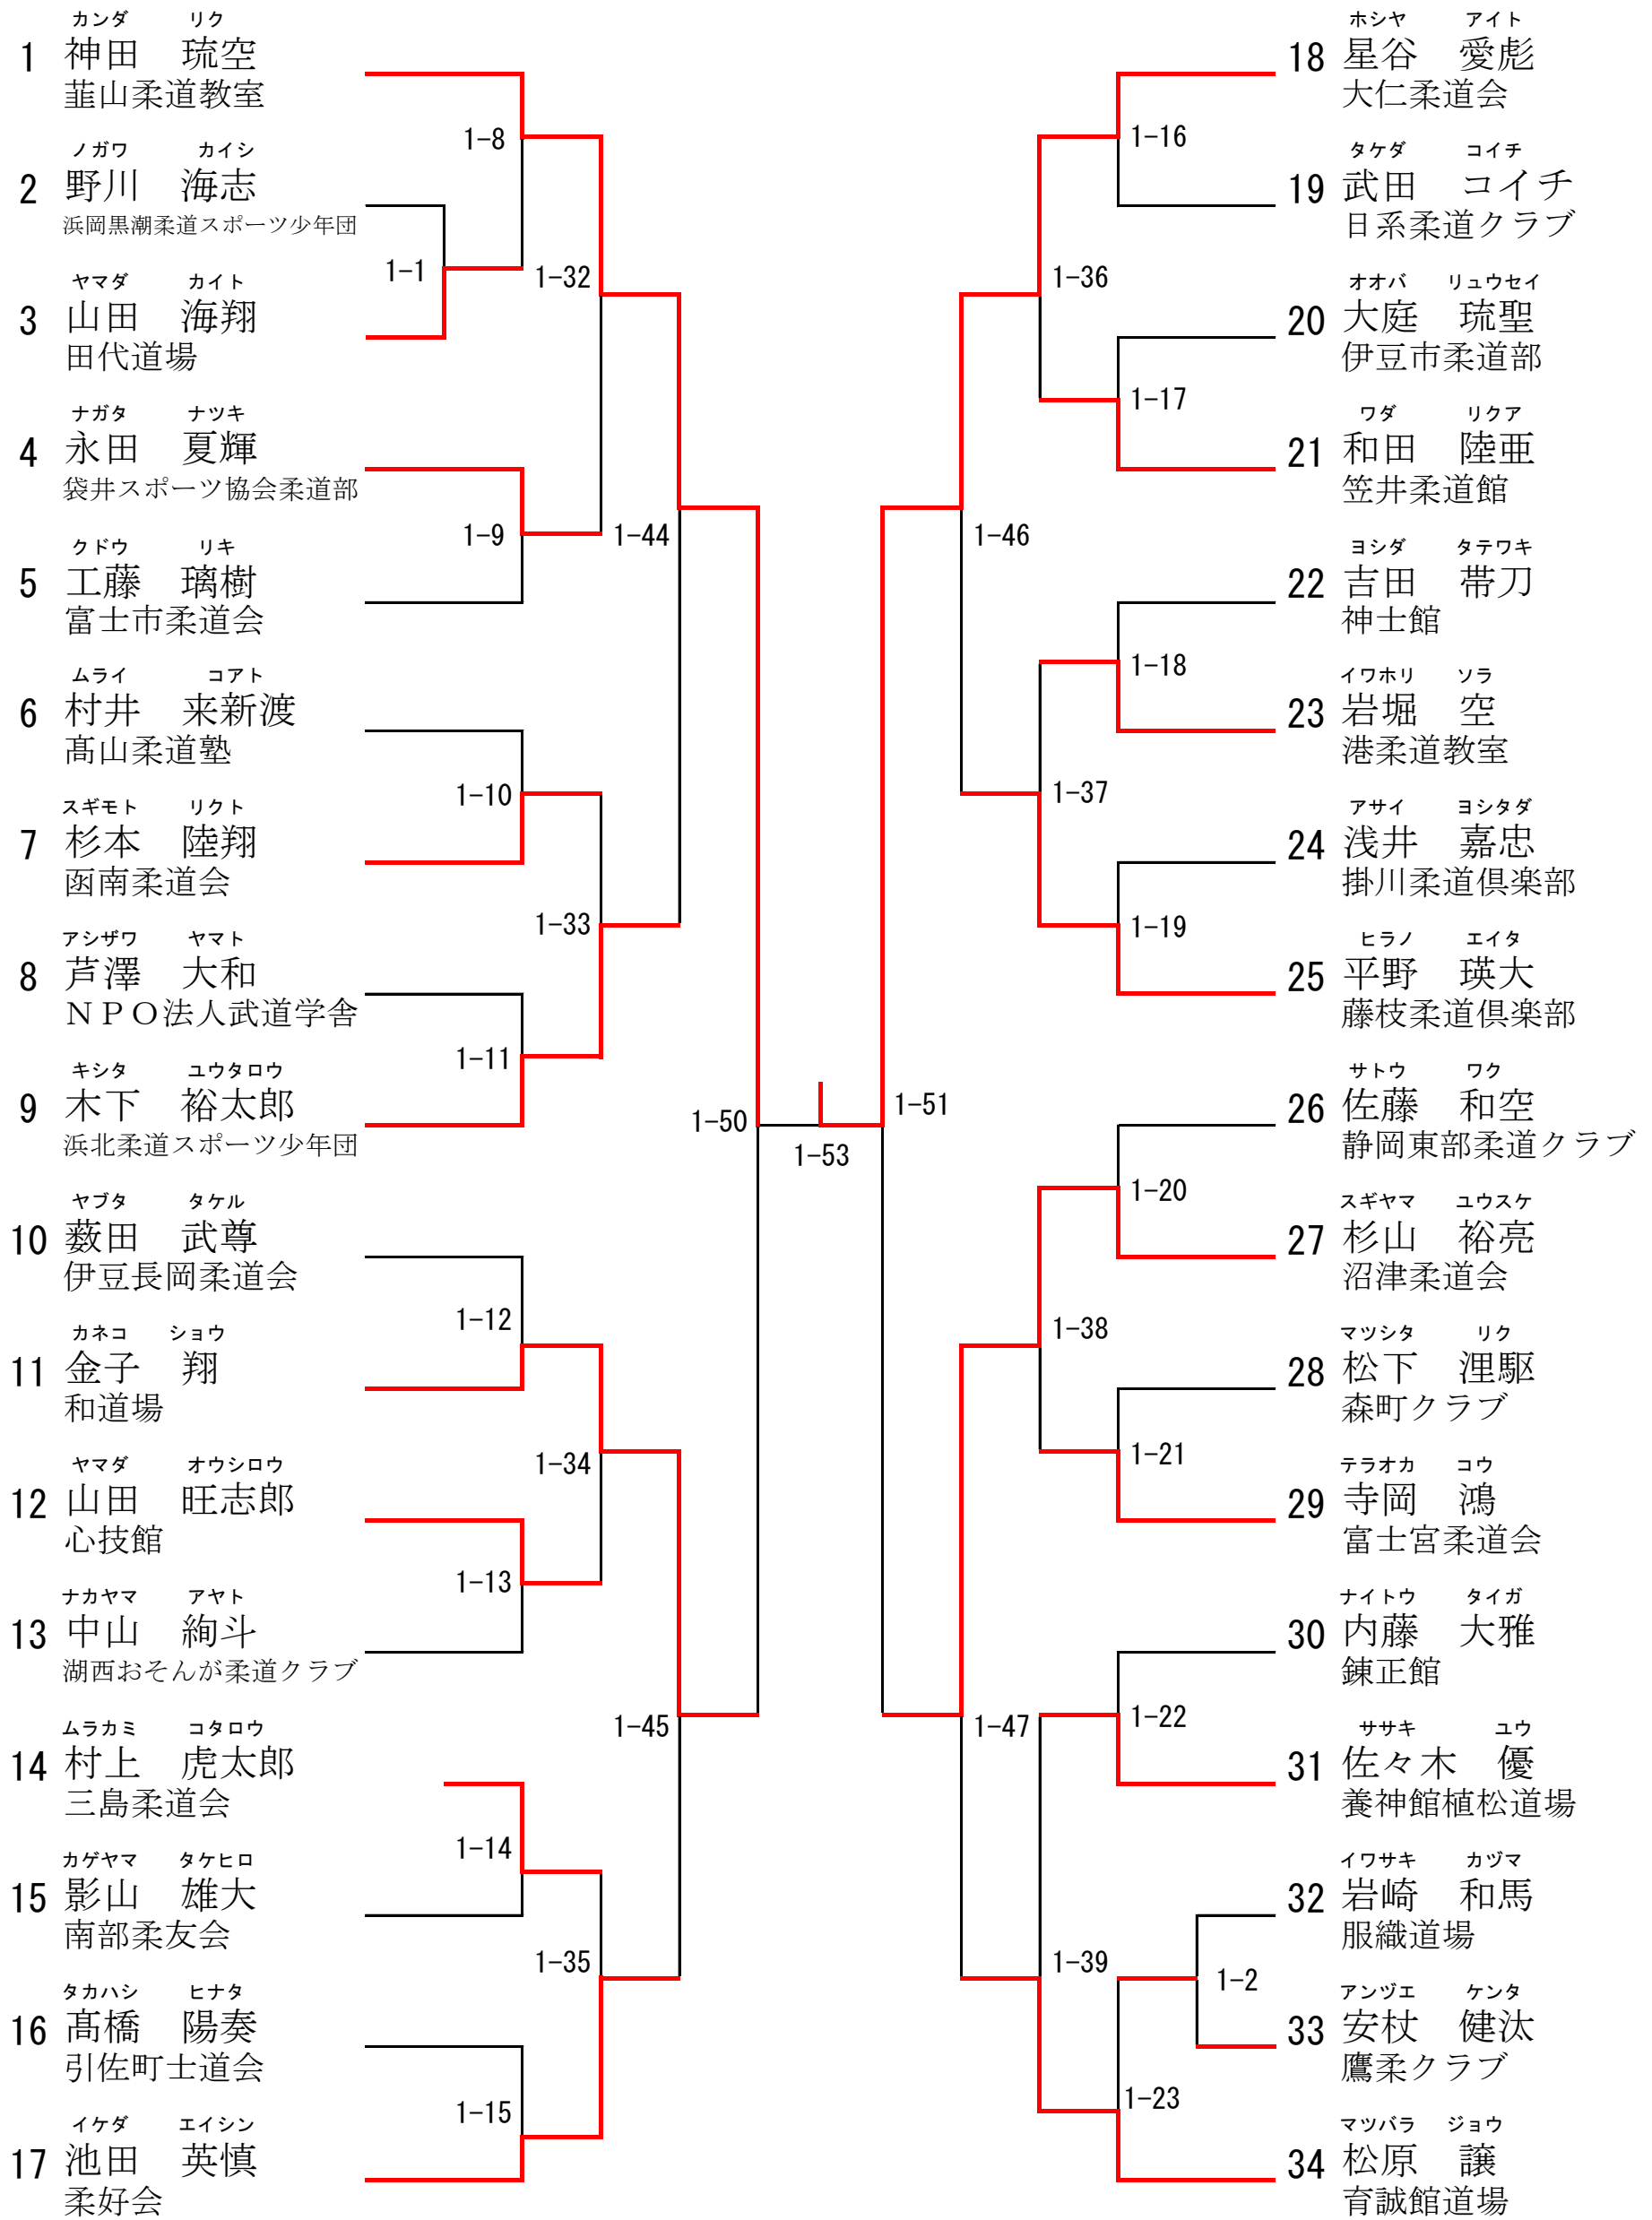 カンダ　リク
1 神田　琉空
韮山柔道教室
1-8
ノガワ　カイシ
2 野川　海志
浜岡黒潮柔道スポーツ少年団
1-1
1-32
ヤマダ　カイト
3 山田　海翔
田代道場
ナガタ　ナツキ
4 永田　夏輝
袋井スポーツ協会柔道部
1-9
1-44
クドウ　リキ
5 工藤　璃樹
富士市柔道会
ムライ　コアト
6 村井　来新渡
髙山柔道塾
1-10
スギモト　リクト
7 杉本　陸翔
函南柔道会
1-33
アシザワ　ヤマト
8 芦澤　大和
ＮＰＯ法人武道学舎
1-11
キシタ　ユウタロウ
9 木下　裕太郎
浜北柔道スポーツ少年団
1-50
1-53
ヤブタ　タケル
10 薮田　武尊
伊豆長岡柔道会
1-12
カネコ　ショウ
11 金子　翔
和道場
1-34
ヤマダ　オウシロウ
12 山田　旺志郎
心技館
1-13
ナカヤマ　アヤト
13 中山　絢斗
湖西おそんが柔道クラブ
1-45
ムラカミ　コタロウ
14 村上　虎太郎
三島柔道会
1-14
カゲヤマ　タケヒロ
15 影山　雄大
南部柔友会
1-35
タカハシ　ヒナタ
16 髙橋　陽奏
引佐町士道会
1-15
イケダ　エイシン
17 池田　英慎
柔好会
ホシヤ　アイト
18 星谷　愛彪
大仁柔道会
1-16
タケダ　コイチ
19 武田　コイチ
日系柔道クラブ
1-36
オオバ　リュウセイ
20 大庭　琉聖
伊豆市柔道部
1-17
ワダ　リクア
21 和田　陸亜
笠井柔道館
1-46
ヨシダ　タテワキ
22 吉田　帯刀
神士館
1-18
イワホリ　ソラ
23 岩堀　空
港柔道教室
1-37
アサイ　ヨシタダ
24 浅井　嘉忠
掛川柔道倶楽部
1-19
ヒラノ　エイタ
25 平野　瑛大
藤枝柔道倶楽部
1-51
サトウ　ワク
26 佐藤　和空
静岡東部柔道クラブ
1-20
スギヤマ　ユウスケ
27 杉山　裕亮
沼津柔道会
1-38
マツシタ　リク
28 松下　浬駆
森町クラブ
1-21
テラオカ　コウ
29 寺岡　鴻
富士宮柔道会
ナイトウ　タイガ
30 内藤　大雅
錬正館
1-47
1-22
ササキ　ユウ
31 佐々木　優
養神館植松道場
イワサキ　カヅマ
32 岩崎　和馬
服織道場
1-39
1-2
アンヅエ　ケンタ
33 安杖　健汰
鷹柔クラブ
1-23
マツバラ　ジョウ
34 松原　譲
育誠館道場